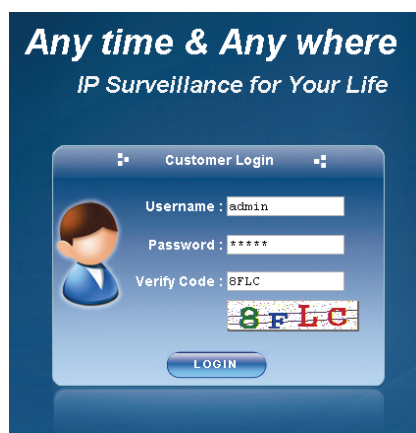 Any time & Any where
IP Surveillance for Your Life
Customer Login
Username : admin
Password : *****
Verify Code : 8FLC
8FLC
LOGIN